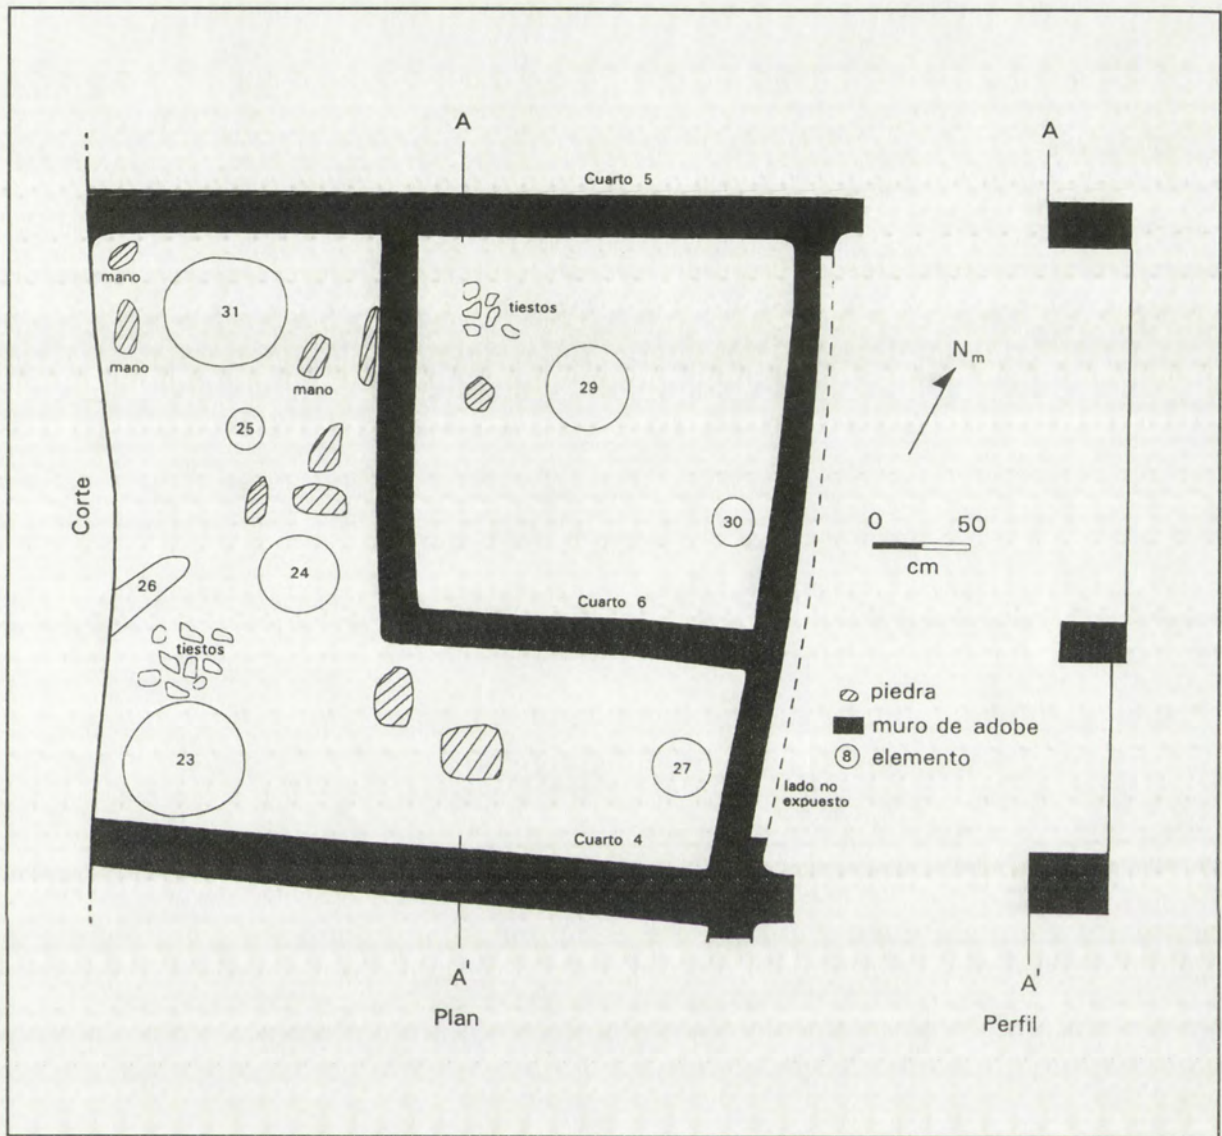 A
A
Cuarto 5
mano
31
tiestos
mano
mano
29
N m
25
Corte
30
0 50
cm
24
26
Cuarto 6
tiestos
piedra
muro de adobe
8 elemento
23
27
lado no
expuesto
Cuarto 4
A'
A'
Plan
Perfil